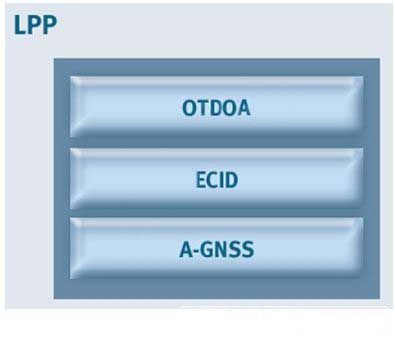 LPP
OTDOA
ECID
A-GNSS